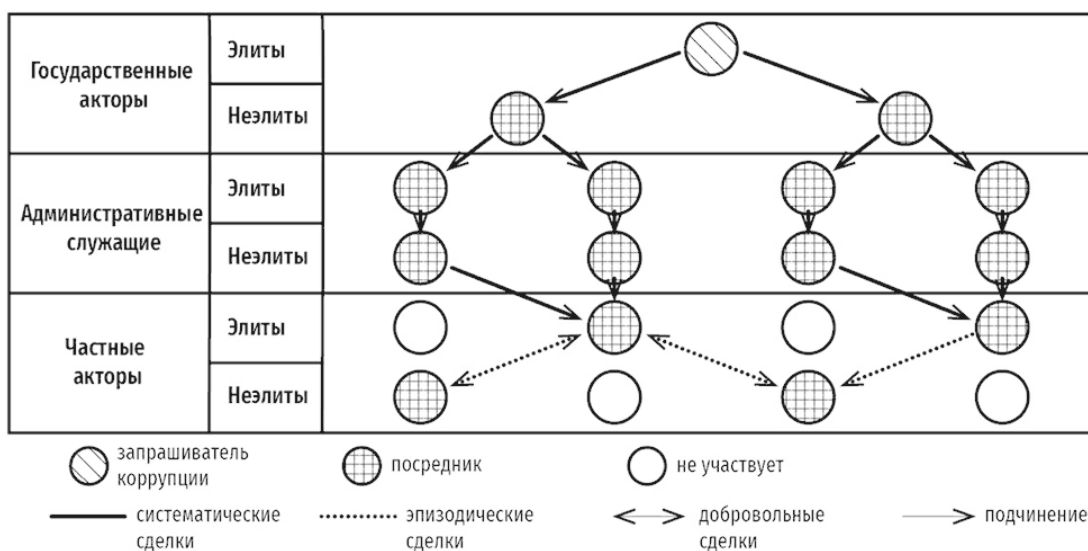 Государственные
акторы
Элиты
Неэлиты
Административные
служащие
Элиты
Неэлиты
Частные
акторы
Элиты
Неэлиты
запрашиватель
коррупции
посредник
не участвует
систематические
сделки
эпизодические
сделки
добровольные
сделки
подчинение